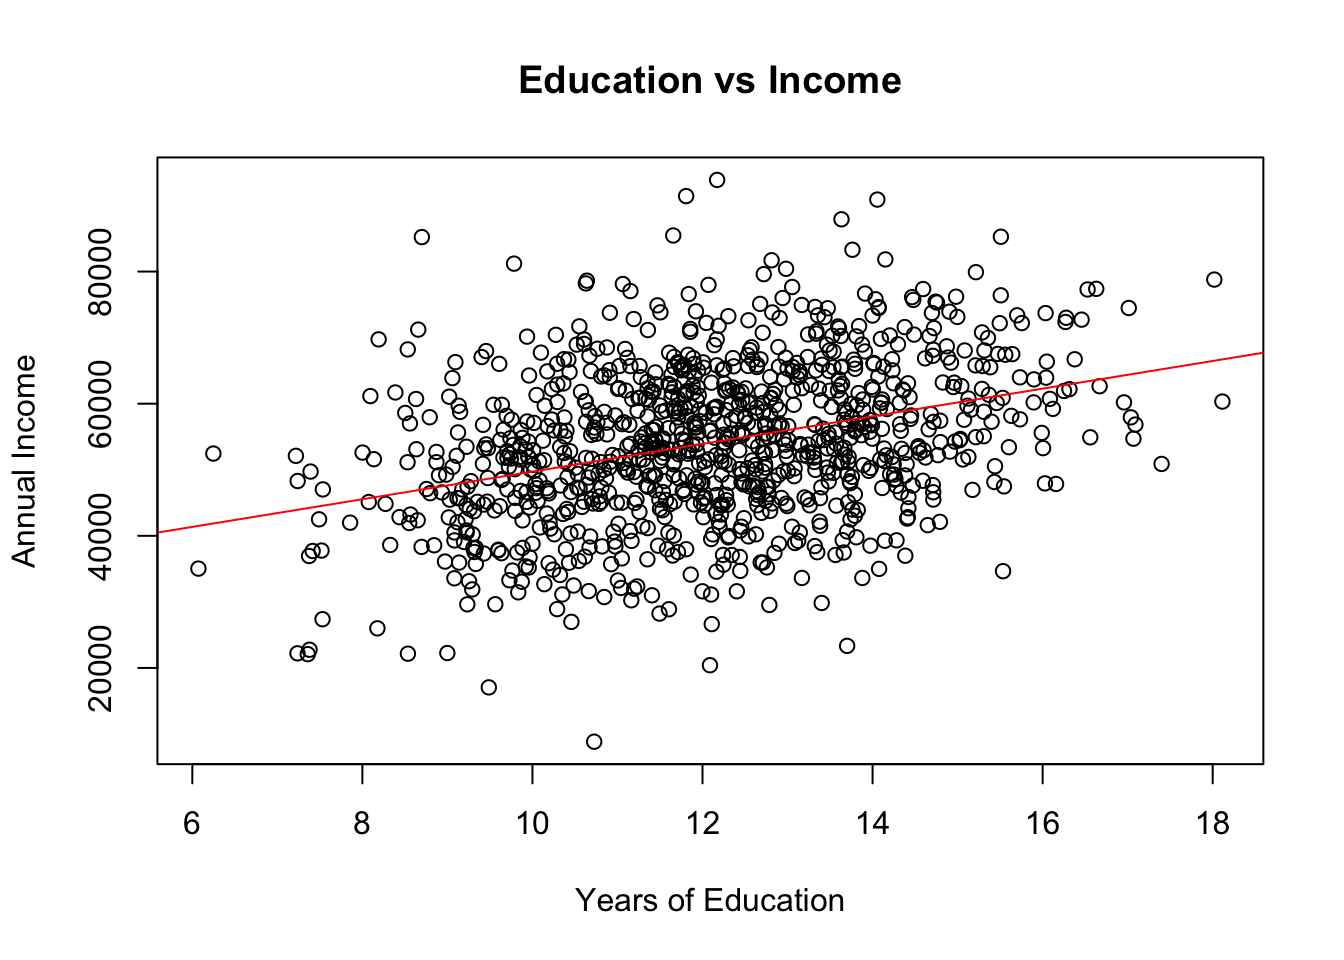 Education vs Income
Annual Income
80000
60000
40000
20000
6 8 10 12 14 16 18
Years of Education